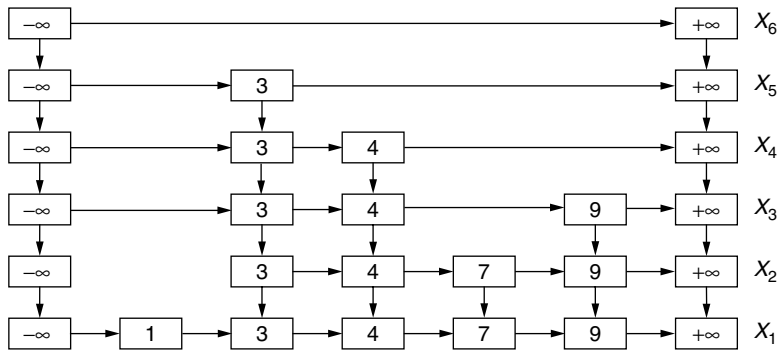 −∞ +∞ X6
−∞ 3 +∞ X5
−∞ 3 4 +∞ X4
−∞ 3 4 9 +∞ X3
−∞ 3 4 7 9 +∞ X2
−∞ 1 3 4 7 9 +∞ X1